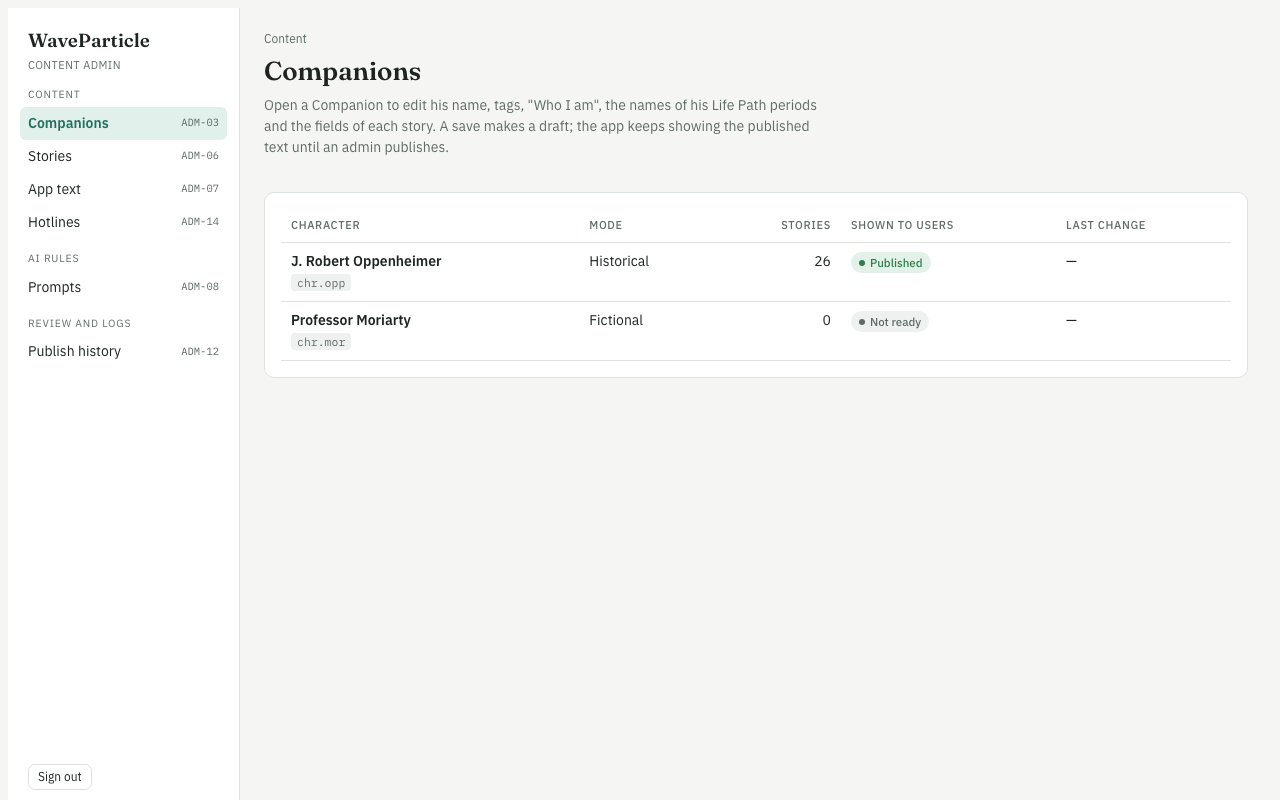 WaveParticle
CONTENT ADMIN
CONTENT
Companions ADM-03
Stories ADM-06
App text ADM-07
Hotlines ADM-14
AI RULES
Prompts ADM-08
REVIEW AND LOGS
Publish history ADM-12
Sign out
Content
Companions
Open a Companion to edit his name, tags, "Who I am", the names of his Life Path periods
and the fields of each story. A save makes a draft; the app keeps showing the published
text until an admin publishes.
CHARACTER MODE STORIES SHOWN TO USERS LAST CHANGE
J. Robert Oppenheimer Historical 26 Published —
chr.opp
Professor Moriarty Fictional 0 Not ready —
chr.mor